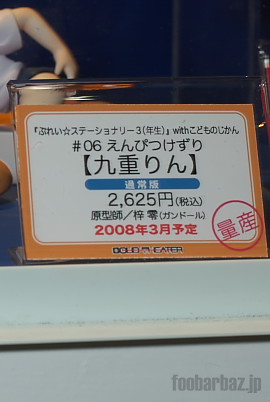 『ぷれい☆ステーショナリー3(年生)』withこどものじかん
#06 えんぴつけずり
【九重りん】
通常版
2,625円(税込)
原型師／梓 零(ガンドール)
2008年3月予定
量産
foobarbaz.jp